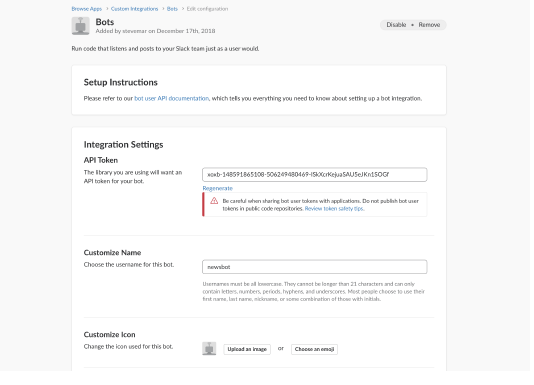 Browse Apps > Custom Integrations > Bots > Edit configuration
Bots
Added by stevemar on December 17th, 2018
Disable • Remove
Run code that listens and posts to your Slack team just as a user would.
Setup Instructions
Please refer to our bot user API documentation, which tells you everything you need to know about setting up a bot integration.
Integration Settings
API Token
The library you are using will want an
API token for your bot.
Regenerate
Be careful when sharing bot user tokens with applications. Do not publish bot user
tokens in public code repositories. Review token safety tips.
Customize Name
Choose the username for this bot.
newsbot
Usernames must be all lowercase. They cannot be longer than 21 characters and can only
contain letters, numbers, periods, hyphens, and underscores. Most people choose to use their
first name, last name, nickname, or some combination of those with initials.
Customize Icon
Change the icon used for this bot.
Upload an image
or
Choose an emoji